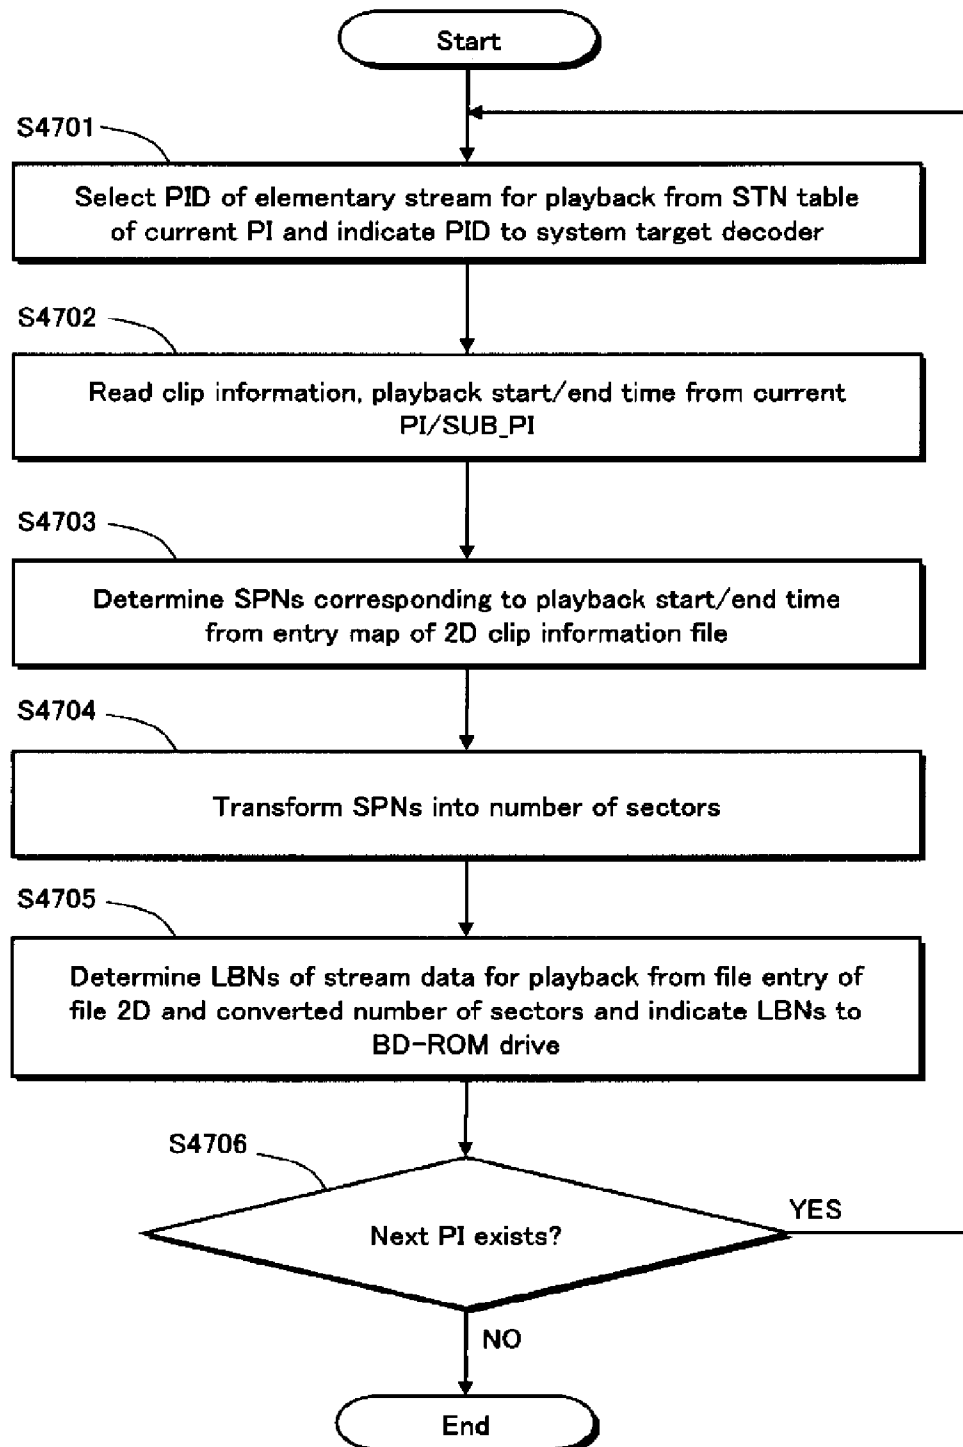 Start
S4701
Select PID of elementary stream for playback from STN table
of current PI and indicate PID to system target decoder
S4702
Read clip information, playback start/end time from current
PI/SUB_PI
S4703
Determine SPNs corresponding to playback start/end time
from entry map of 2D clip information file
S4704
Transform SPNs into number of sectors
S4705
Determine LBNs of stream data for playback from file entry of
file 2D and converted number of sectors and indicate LBNs to
BD-ROM drive
S4706
Next PI exists?
YES
NO
End